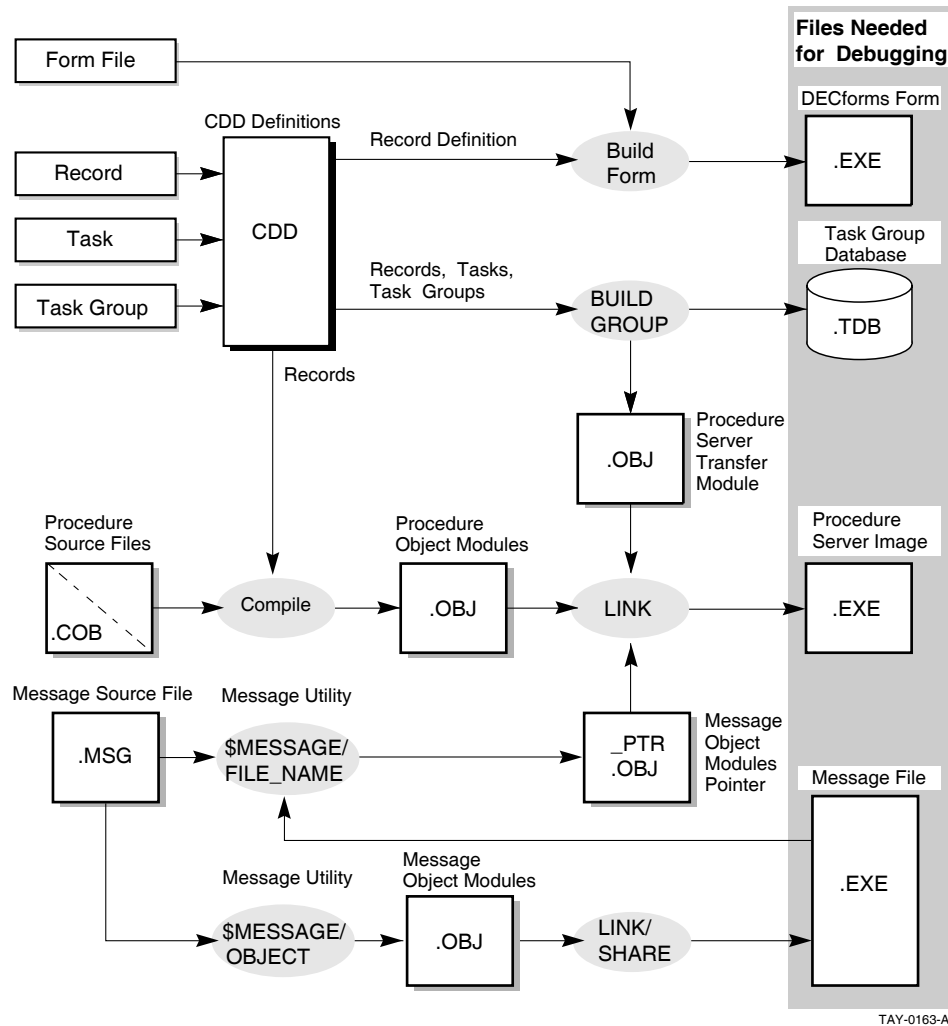 Files Needed
for Debugging
Form File
DECforms Form
CDD Definitions
Record Definition
Build
Form
.EXE
Record
Task
CDD
Task Group
Database
Records, Tasks,
Task Groups
Task Group
BUILD
GROUP
.TDB
Records
.OBJ
Procedure
Server
Transfer
Module
Procedure
Source Files
Procedure
Object Modules
Procedure
Server Image
.COB
Compile
.OBJ
LINK
.EXE
Message Source File
Message Utility
.MSG
$MESSAGE/
FILE_NAME
_PTR
.OBJ
Message
Object
Modules
Pointer
Message File
Message Utility
Message
Object Modules
.EXE
$MESSAGE/
OBJECT
.OBJ
LINK/
SHARE
TAY-0163-A